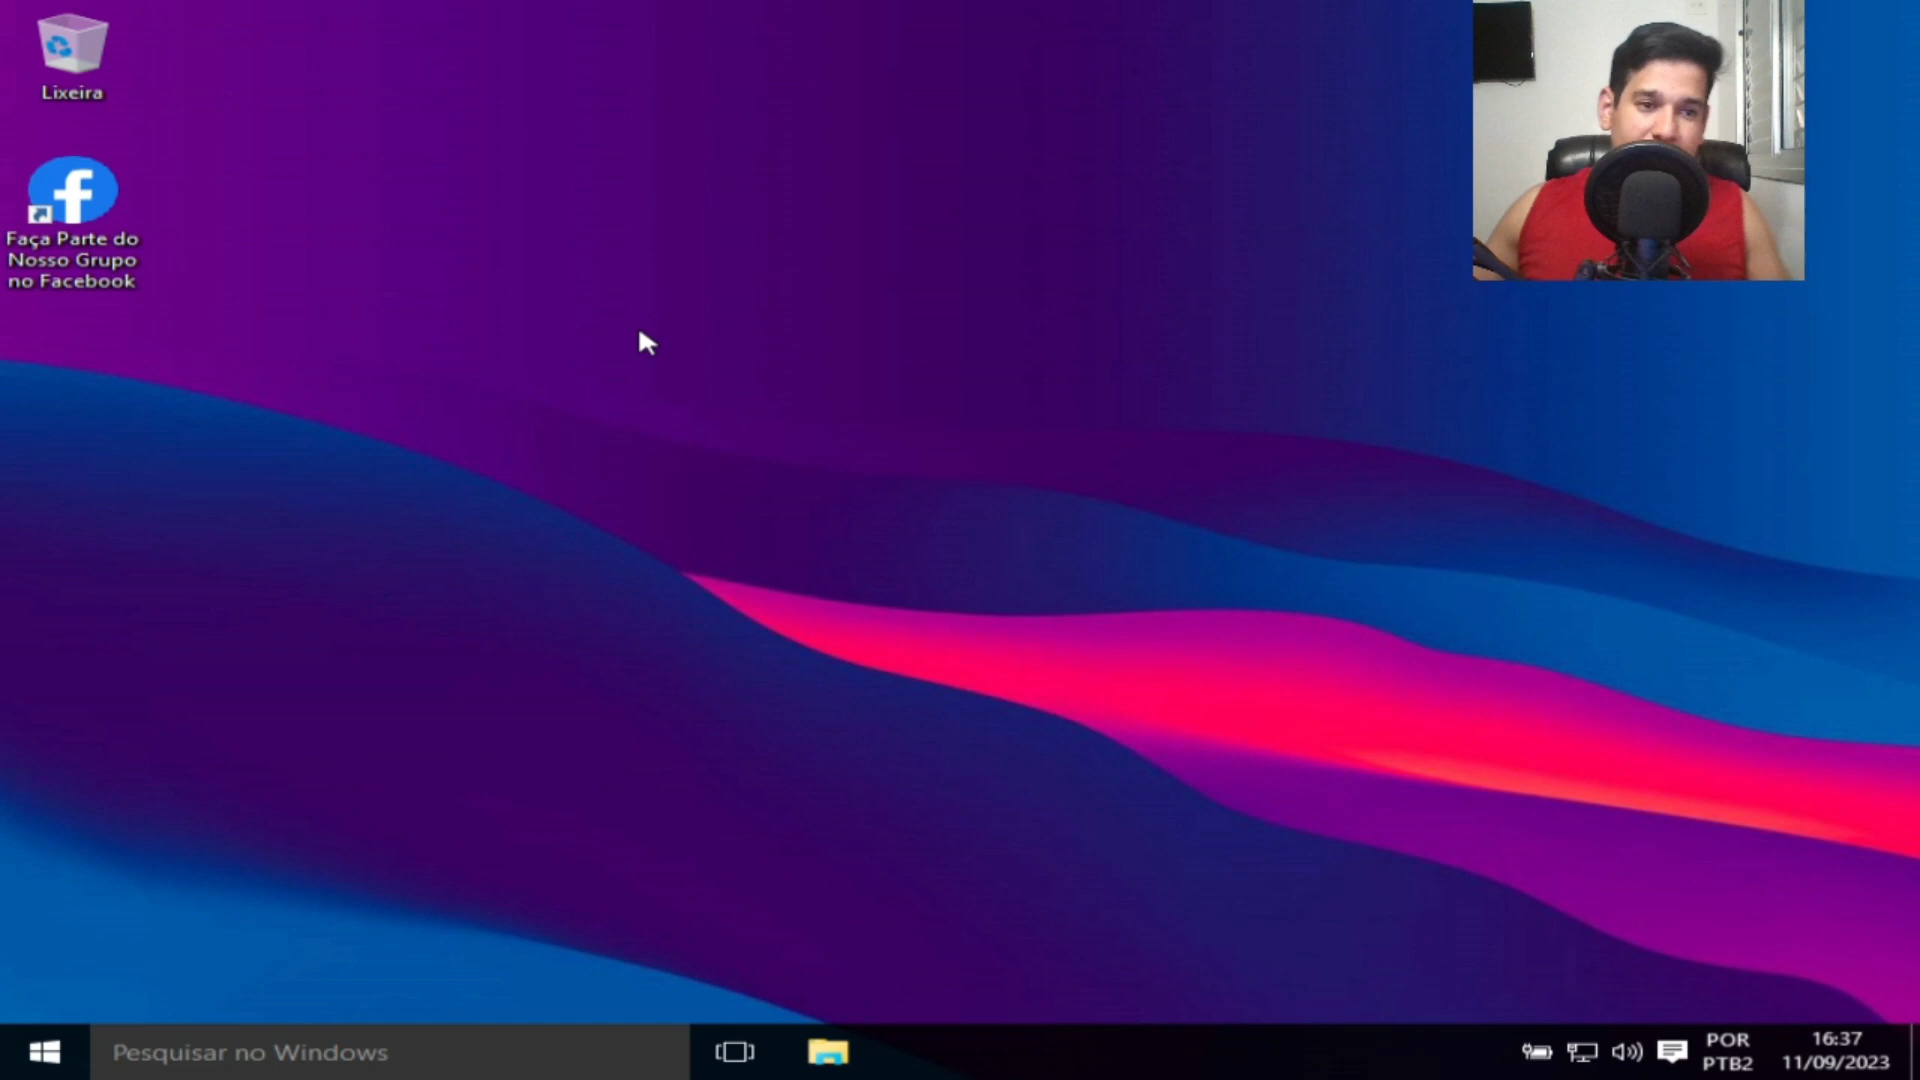 Lixeira
Faça Parte do
Nosso Grupo
no Facebook
Pesquisar no Windows
POR
PTB2
16:37
11/09/2023